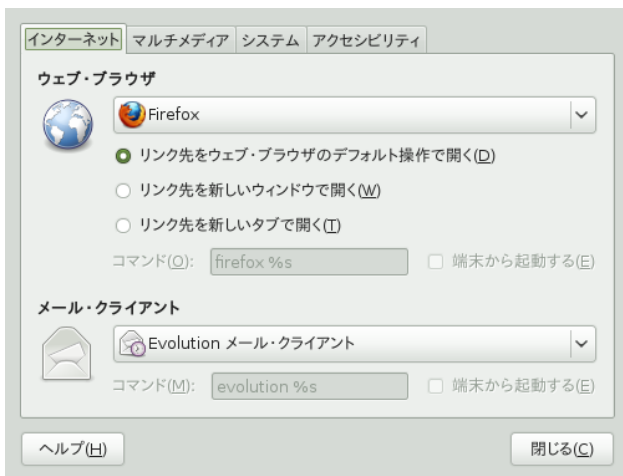 インターネット マルチメディア システム アクセシビリティ
ウェブ・ブラウザ
Firefox
リンク先をウェブ・ブラウザのデフォルト操作で開く(D)
リンク先を新しいウィンドウで開く(W)
リンク先を新しいタブで開く(T)
コマンド(O): firefox %s 端末から起動する(E)
メール・クライアント
Evolution メール・クライアント
コマンド(M): evolution %s 端末から起動する(E)
ヘルプ(H) 閉じる(C)